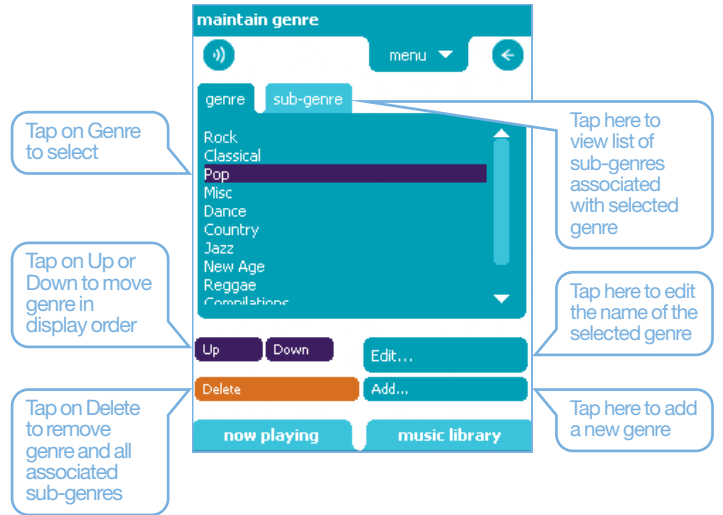 maintain genre
menu
genre
sub-genre
Rock
Classical
Pop
Misc
Dance
Country
Jazz
New Age
Reggae
Compilations
Up
Down
Edit...
Delete
Add...
now playing
music library
Tap on Genre
to select
Tap on Up or
Down to move
genre in
display order
Tap on Delete
to remove
genre and all
associated
sub-genres
Tap here to
view list of
sub-genres
associated
with selected
genre
Tap here to edit
the name of the
selected genre
Tap here to add
a new genre